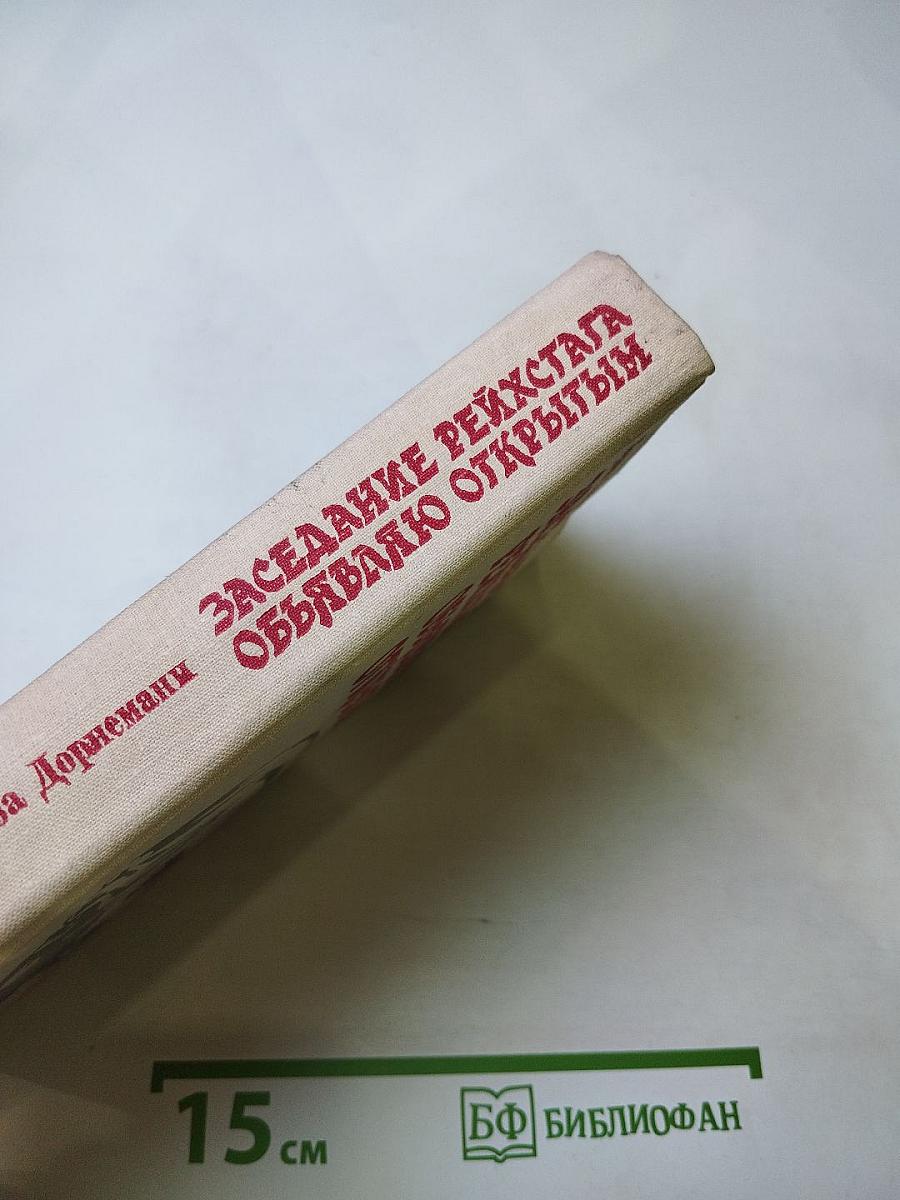 ЗАСЕДАНИЕ РЕЙХСТАГА
ОБЪЯВЛЯЮ ОТКРЫТЫМ
Дорнеманн
15 см
БФ БИБЛИОФАН